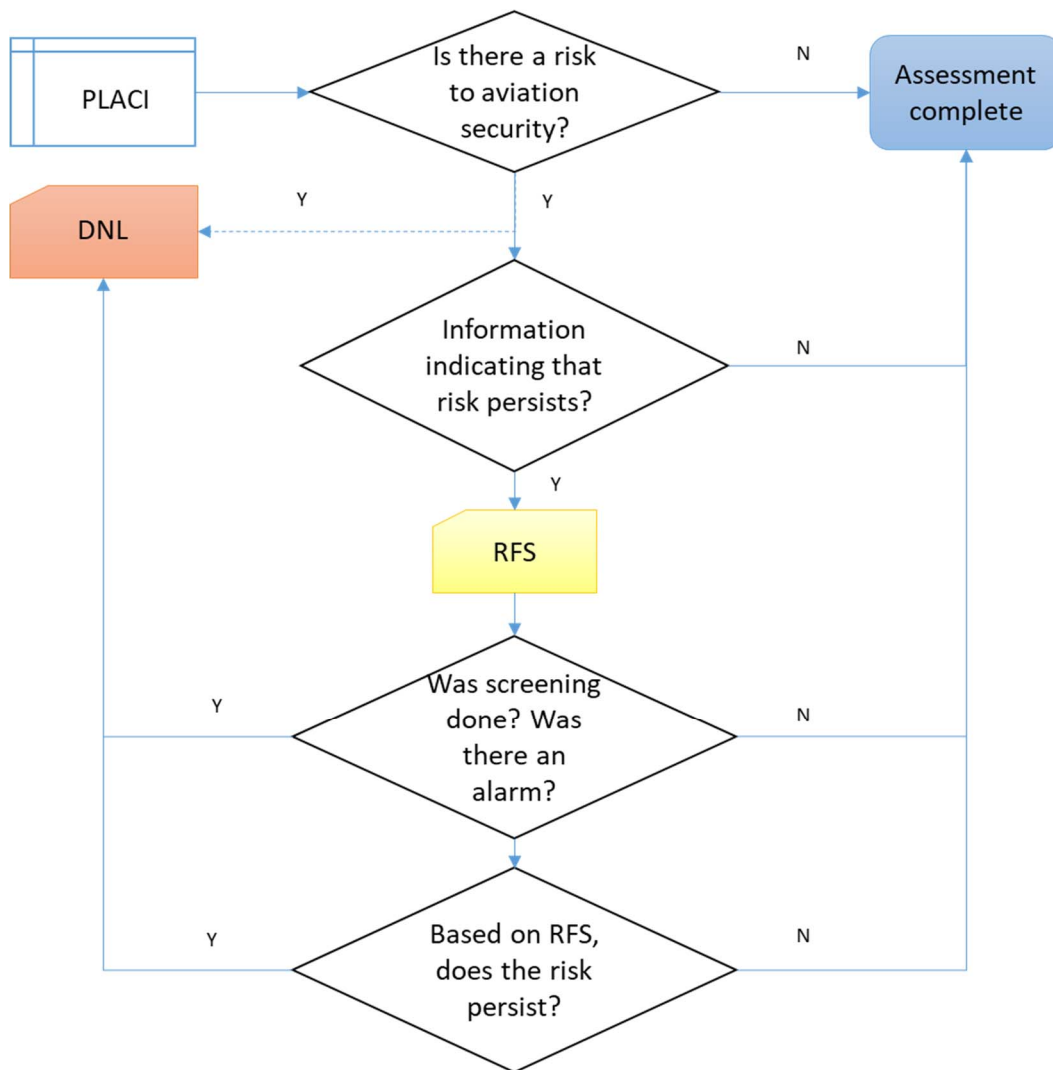 PLACI
Is there a risk
to aviation
security?
N
Assessment
complete
DNL
Y
Y
Information
indicating that
risk persists?
N
Y
RFS
Was screening
done? Was
there an
alarm?
Y
N
Based on RFS,
does the risk
persist?
Y
N